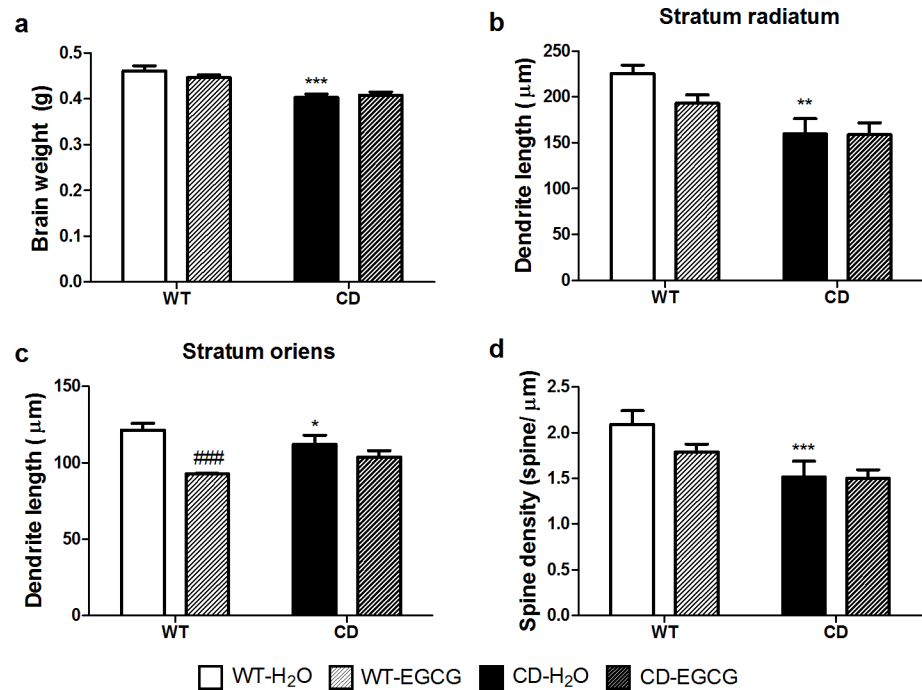 a
Brain weight (g)
0.5
0.4
0.3
0.2
0.1
0.0
***
WT
CD
b
Stratum radiatum
Dendrite length ( μm)
250
200
150
100
50
0
**
WT
CD
c
Stratum oriens
Dendrite length ( μm)
150
100
50
0
###
*
WT
CD
d
Spine density (spine/ μm)
2.5
2.0
1.5
1.0
0.5
0.0
***
WT
CD
WT-H₂O WT-EGCG CD-H₂O CD-EGCG